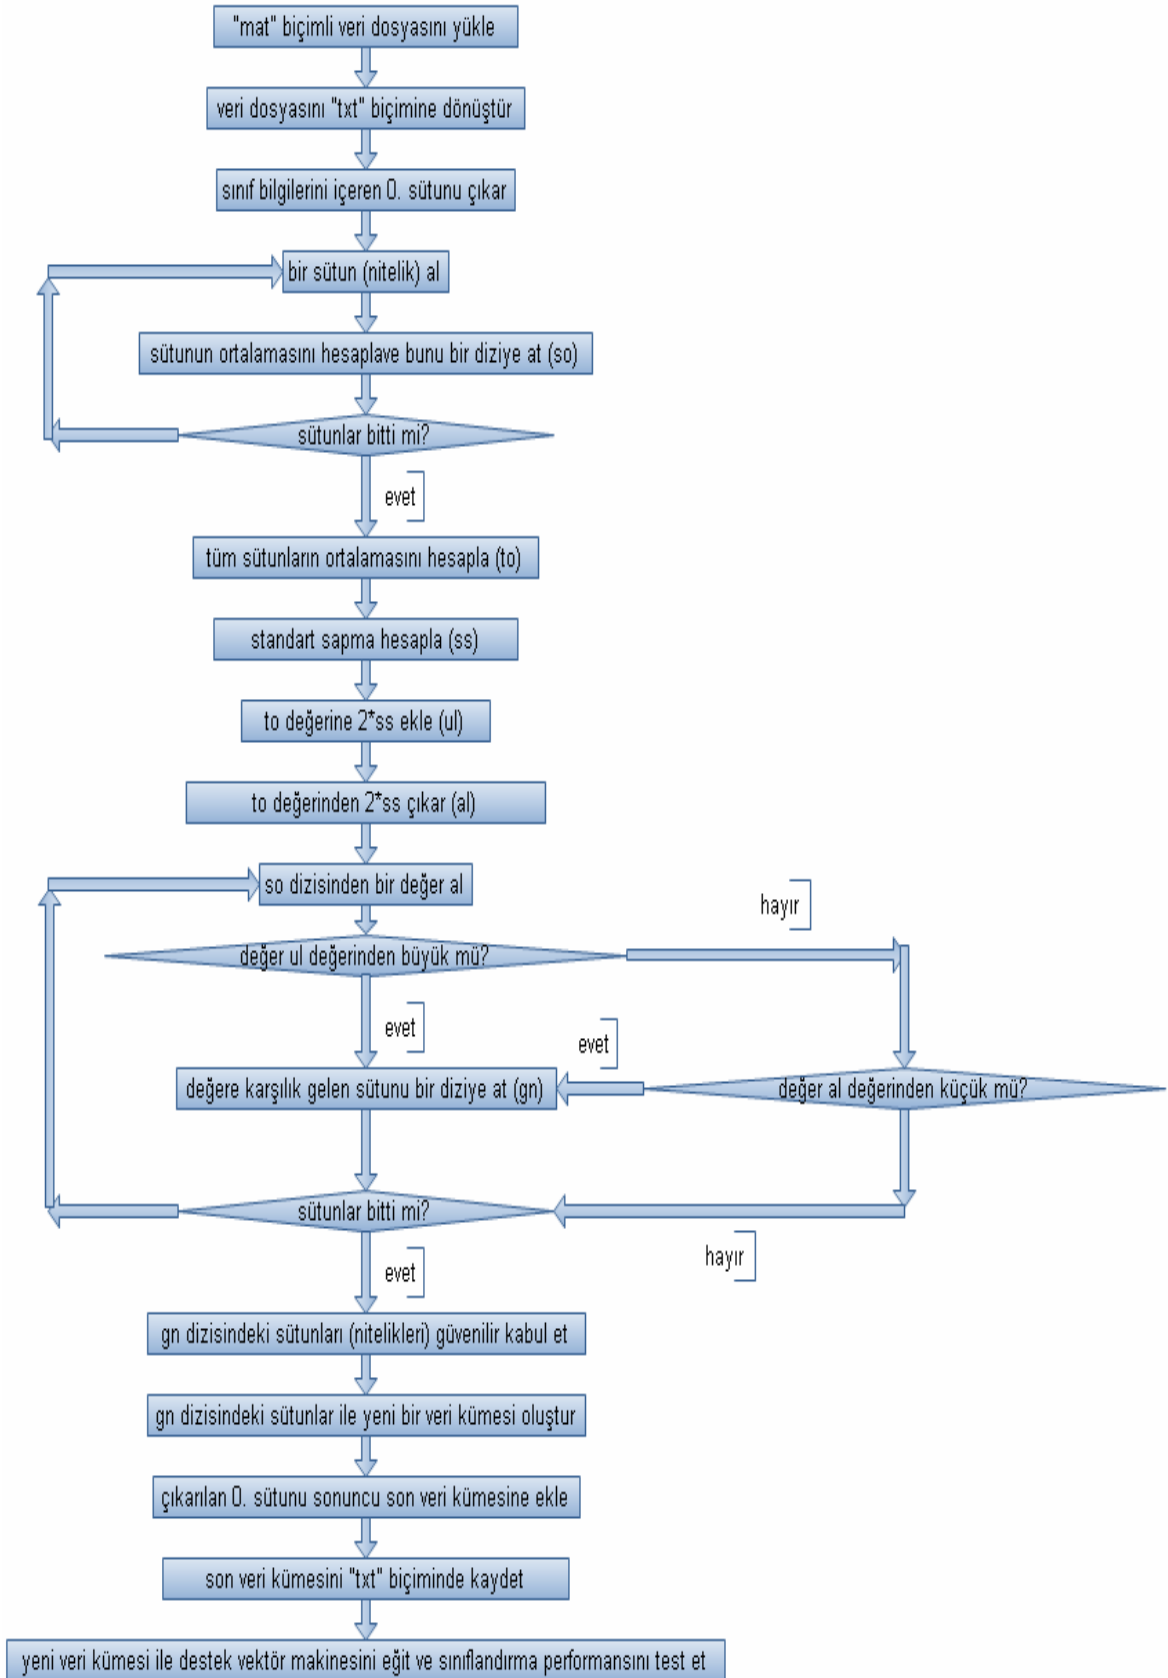 "mat" biçimli veri dosyasını yükle
veri dosyasını "txt" biçimine dönüştür
sınıf bilgilerini içeren 0. sütunu çıkar
bir sütun (nitelik) al
sütunun ortalamasını hesaplave bunu bir diziye at (so)
sütunlar bitti mi?
evet
tüm sütunların ortalamasını hesapla (to)
standart sapma hesapla (ss)
to değerine 2*ss ekle (ul)
to değerinden 2*ss çıkar (al)
so dizisinden bir değer al
hayır
değer ul değerinden büyük mü?
evet
evet
değere karşılık gelen sütunu bir diziye at (gn)
değer al değerinden küçük mü?
sütunlar bitti mi?
hayır
evet
gn dizisindeki sütunları (nitelikleri) güvenilir kabul et
gn dizisindeki sütunlar ile yeni bir veri kümesi oluştur
çıkarılan 0. sütunu sonuncu son veri kümesine ekle
son veri kümesini "txt" biçiminde kaydet
yeni veri kümesi ile destek vektör makinesini eğit ve sınıflandırma performansını test et